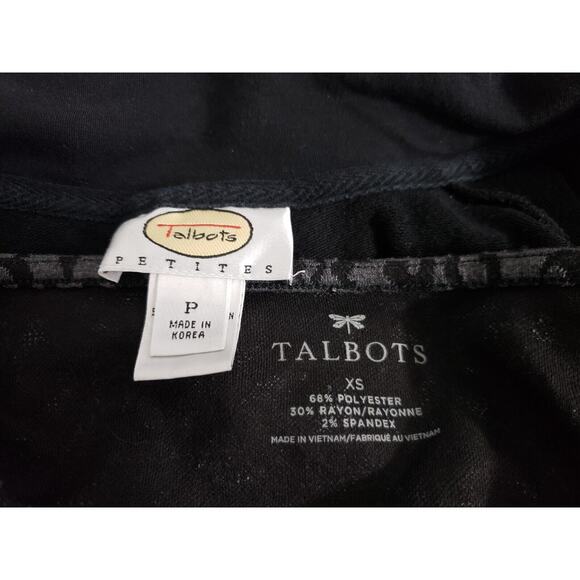 Talbots
PETITES
P
MADE IN
KOREA
E
N
TALBOTS
XS
68% POLYESTER
30% RAYON/RAYONNE
2% SPANDEX
MADE IN VIETNAM/FABRIQUÉ AU VIETNAM